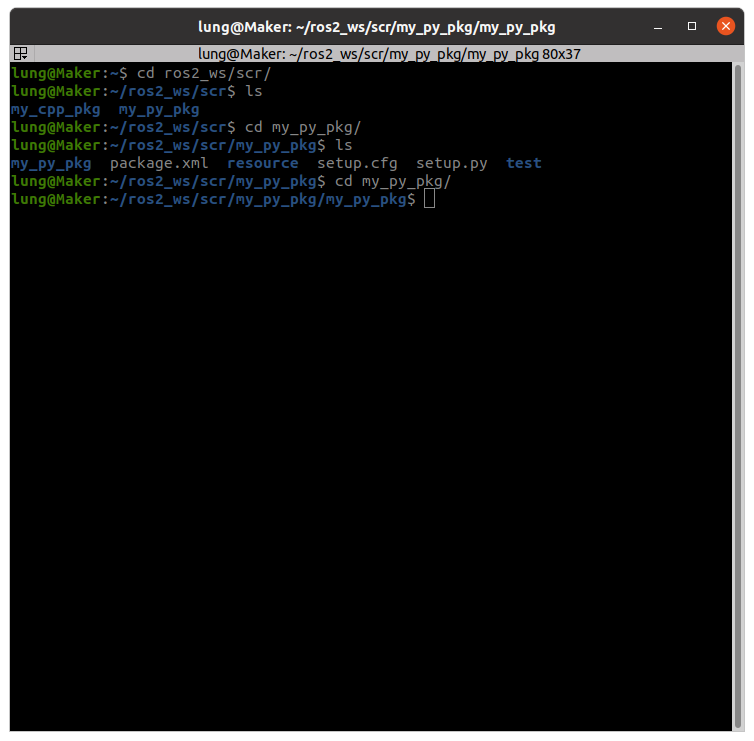 lung@Maker: ~/ros2_ws/scr/my_py_pkg/my_py_pkg
lung@Maker: ~/ros2_ws/scr/my_py_pkg/my_py_pkg 80x37
lung@Maker:~$ cd ros2_ws/scr/
lung@Maker:~/ros2_ws/scr$ ls
my_cpp_pkg  my_py_pkg
lung@Maker:~/ros2_ws/scr$ cd my_py_pkg/
lung@Maker:~/ros2_ws/scr/my_py_pkg$ ls
my_py_pkg  package.xml  resource  setup.cfg  setup.py  test
lung@Maker:~/ros2_ws/scr/my_py_pkg$ cd my_py_pkg/
lung@Maker:~/ros2_ws/scr/my_py_pkg/my_py_pkg$